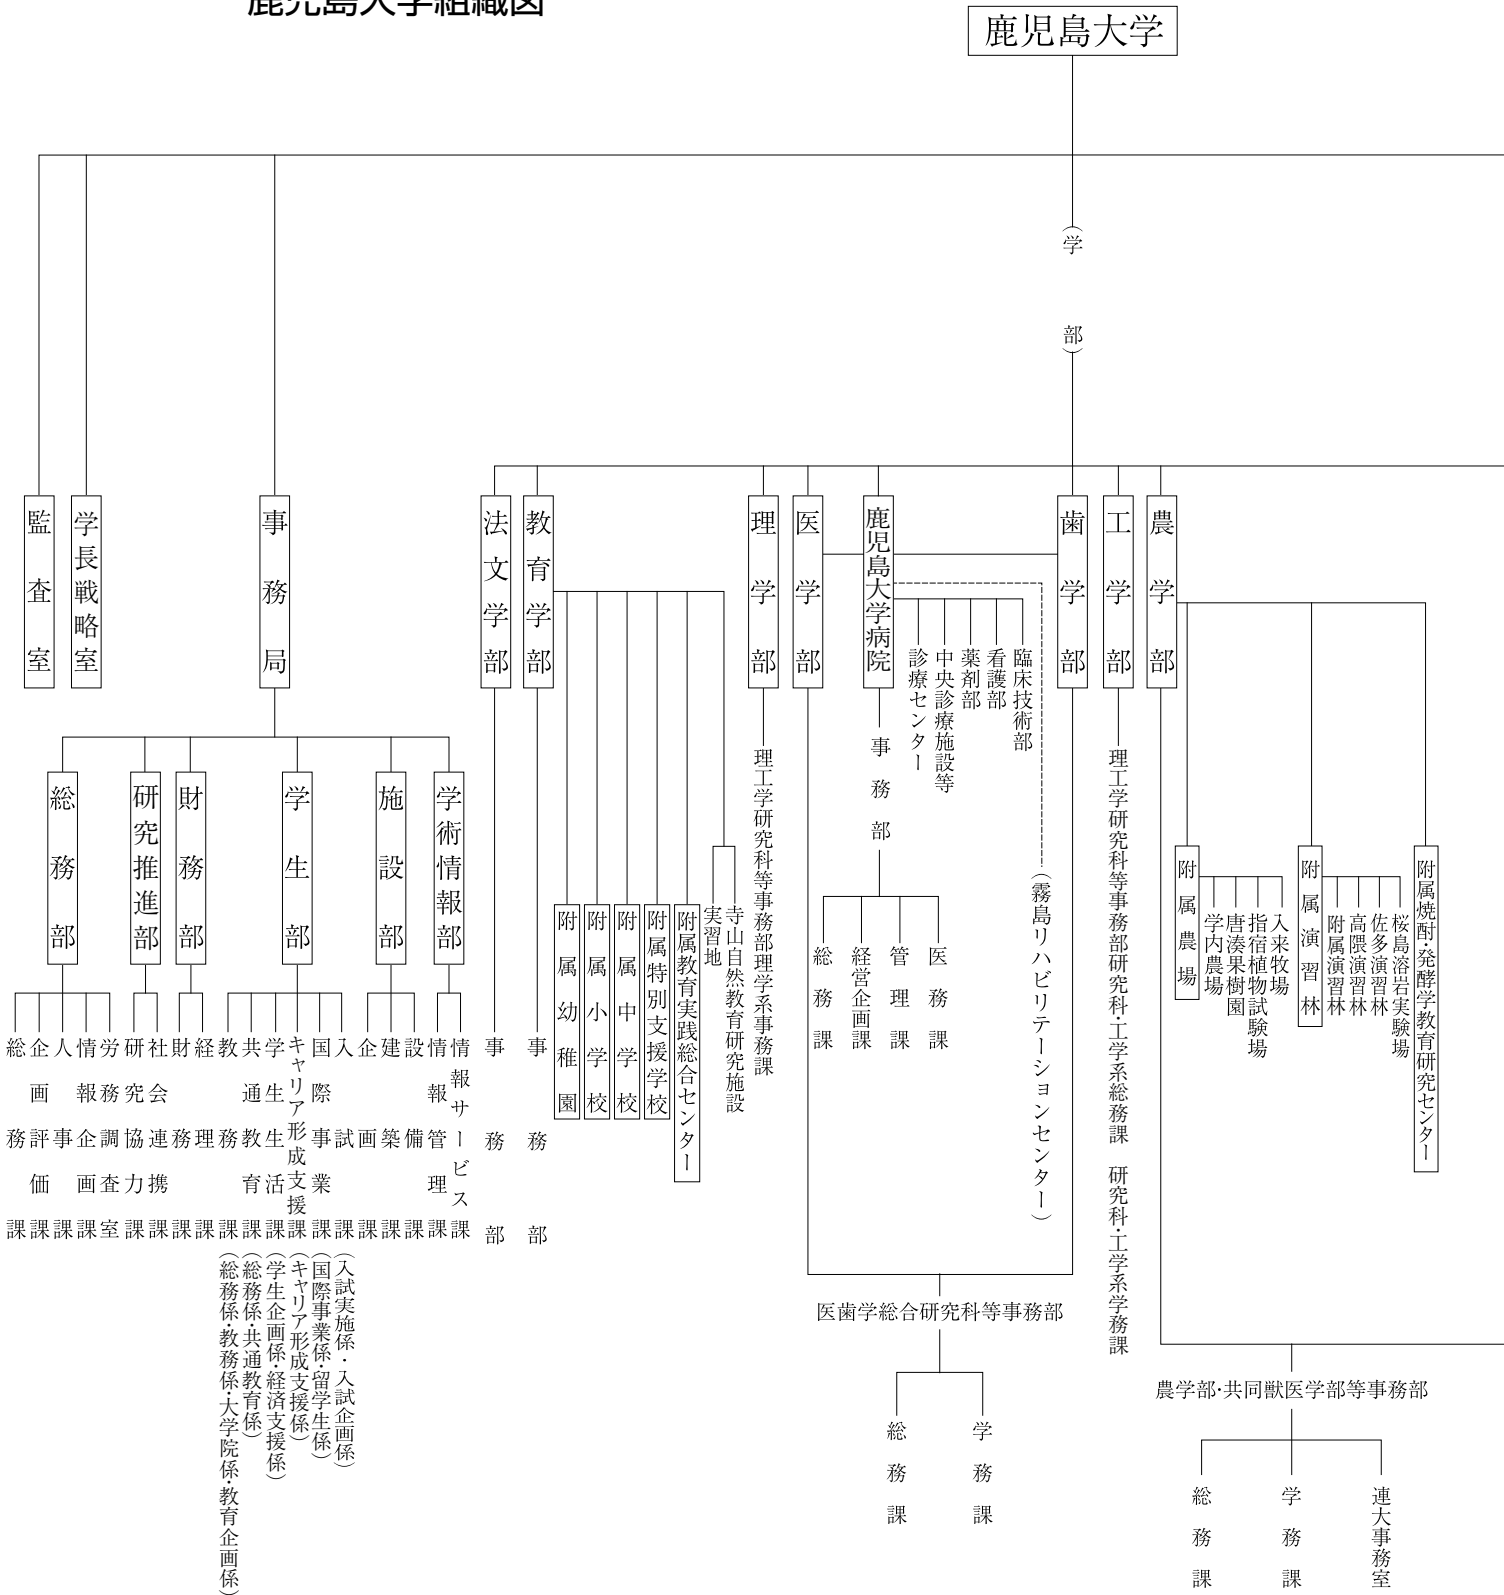 鹿児島大学組織図
鹿児島大学
（学部）
監査室
学長戦略室
事務局
法文学部
教育学部
理学部
医学部
鹿児島大学病院
歯学部
工学部
農学部
総務部
研究推進部
財務部
学生部
施設部
学術情報部
総務課
企画評価課
人事課
情報企画課
労務調査室
研究協力課
社会連携課
財務課
経理課
教務課
（総務係・教務係・大学院係・教育企画係）
共通教育課
（総務係・共通教育係）
学生生活課
（学生企画係・経済支援係）
キャリア形成支援課
（キャリア形成支援係）
国際事業課
（国際事業係・留学生係）
入試課
（入試実施係・入試企画係）
企画課
建築課
設備課
情報管理課
情報サービス課
事務部
事務部
附属幼稚園
附属小学校
附属中学校
附属特別支援学校
附属教育実践総合センター
寺山自然教育研究施設
実習地
理工学研究科等事務部理学系事務課
事務部
総務課
経営企画課
管理課
医務課
診療センター
中央診療施設等
薬剤部
看護部
臨床技術部
（霧島リハビリテーションセンター）
医歯学総合研究科等事務部
総務課
学務課
理工学研究科等事務部研究科・工学系総務課　研究科・工学系学務課
附属農場
学内農場
唐湊果樹園
指宿植物試験場
入来牧場
附属演習林
附属演習林
高隈演習林
佐多演習林
桜島溶岩実験場
附属焼酎・発酵学教育研究センター
農学部・共同獣医学部等事務部
総務課
学務課
連大事務室